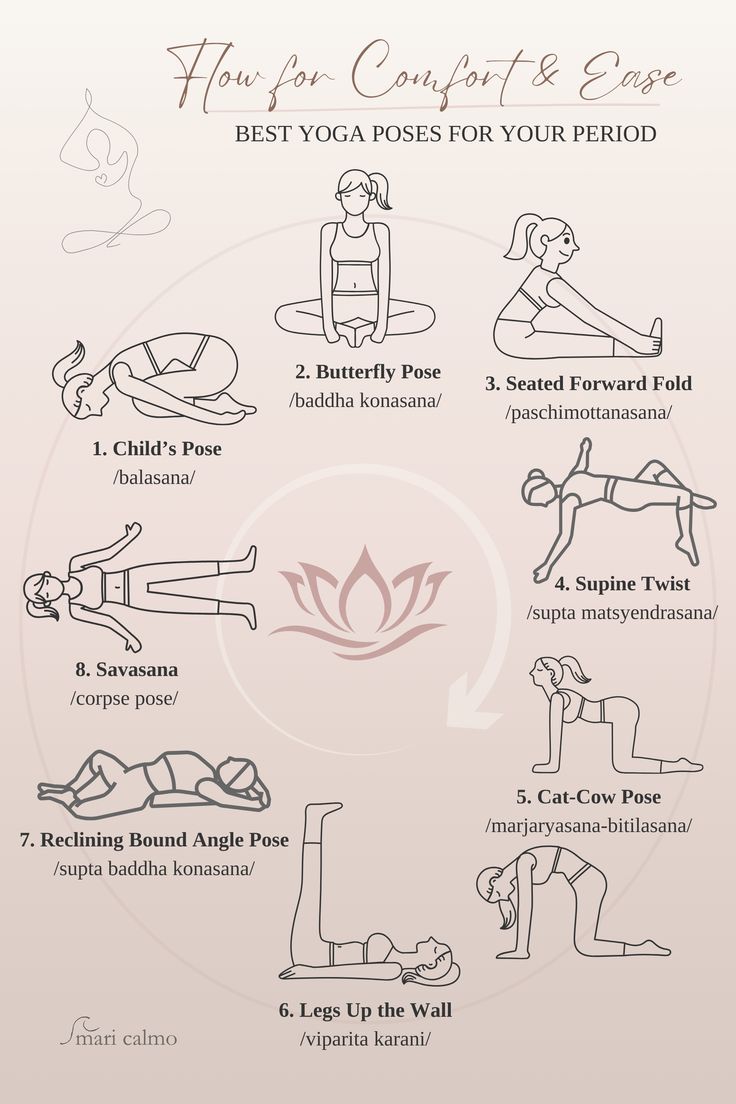 Flow for Comfort & Ease
BEST YOGA POSES FOR YOUR PERIOD
1. Child’s Pose
/balasana/
2. Butterfly Pose
/baddha konasana/
3. Seated Forward Fold
/paschimottanasana/
4. Supine Twist
/supta matsyendrasana/
5. Cat-Cow Pose
/marjaryasana-bitilasana/
6. Legs Up the Wall
/viparita karani/
7. Reclining Bound Angle Pose
/supta baddha konasana/
8. Savasana
/corpse pose/
mari calmo